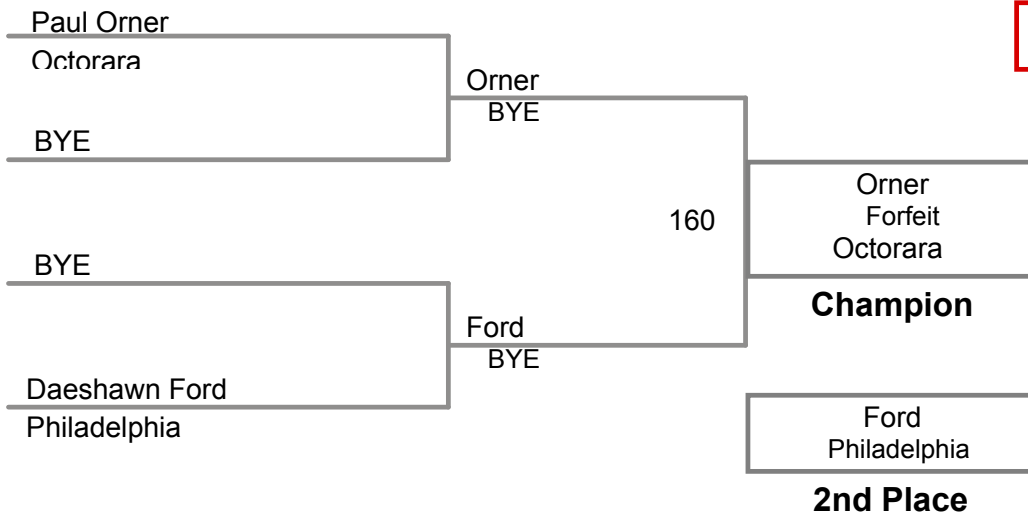 Paul Orner
Octorara
Orner
BYE
BYE
160
Orner
Forfeit
Octorara
BYE
Champion
Ford
BYE
Daeshawn Ford
Philadelphia
Ford
Philadelphia
2nd Place